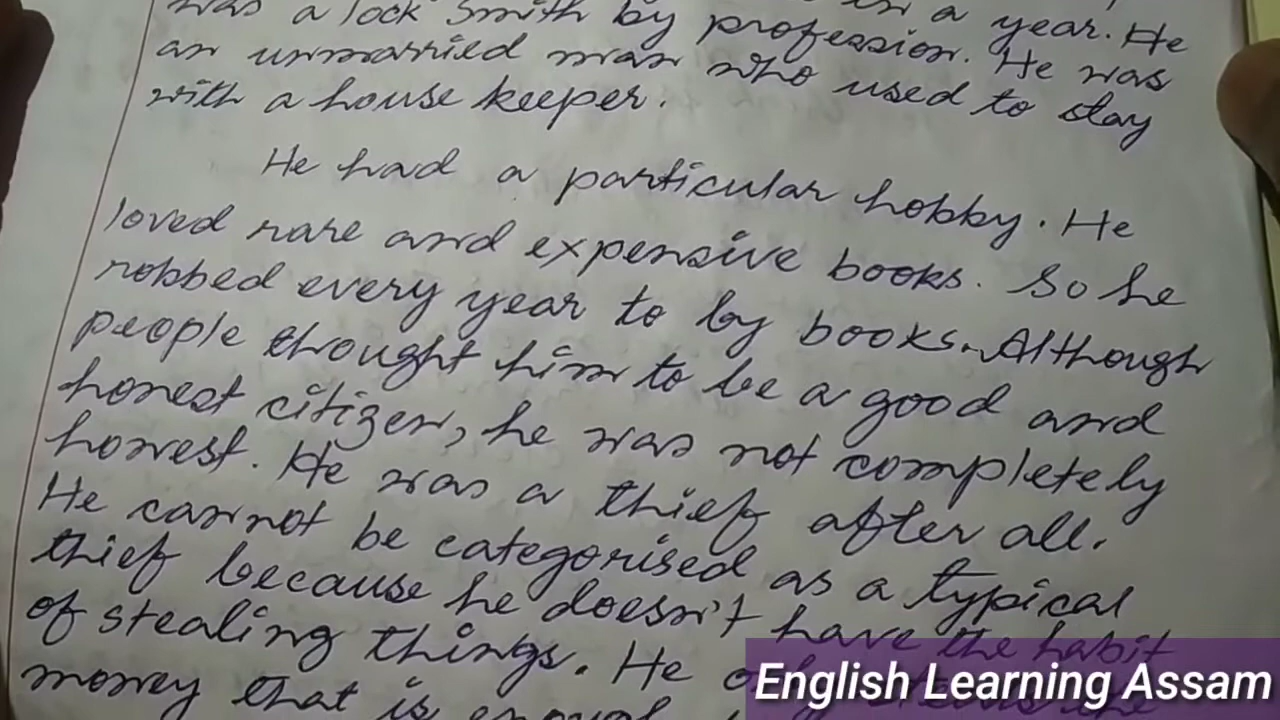 was a lock smith by profession. He was
in a year. He
an unmarried man who used to stay
with a house keeper.
He had a particular hobby. He
loved rare and expensive books. So he
robbed every year to by books. Although
people thought him to be a good and
honest citizen, he was not completely
honest. He was a thief after all.
He cannot be categorised as a typical
thief because he doesn't have the habit
of stealing things. He
money that is enough
English Learning Assam